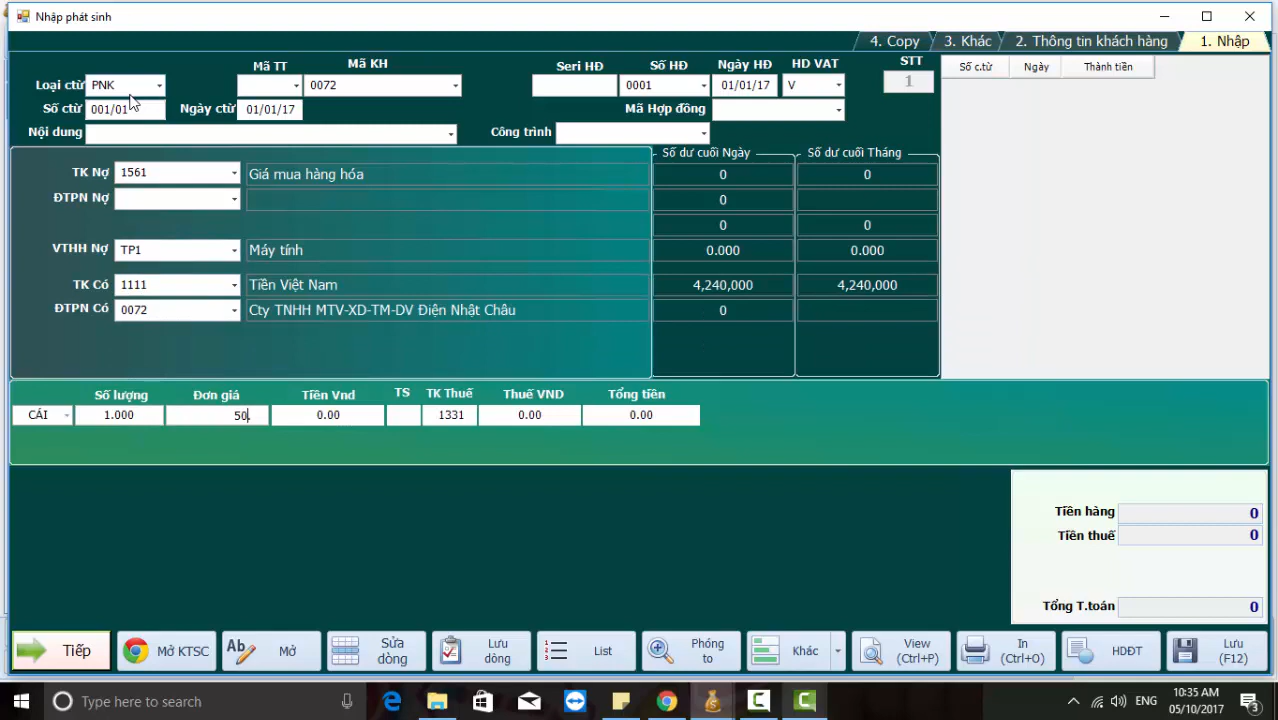 Nhập phát sinh
4. Copy 3. Khác 2. Thông tin khách hàng 1. Nhập
Mã TT Mã KH Seri HĐ Số HĐ Ngày HĐ HD VAT STT
Loại ctừ PNK 0072 0001 01/01/17 V 1
Số ctừ 001/01 Ngày ctừ 01/01/17 Mã Hợp đồng
Nội dung Công trình
Số c.từ Ngày Thành tiền
Số dư cuối Ngày Số dư cuối Tháng
TK Nợ 1561 Giá mua hàng hóa 0 0
ĐTPN Nợ 0
0 0
VTHH Nợ TP1 Máy tính 0.000 0.000
TK Có 1111 Tiền Việt Nam 4,240,000 4,240,000
ĐTPN Có 0072 Cty TNHH MTV-XD-TM-DV Điện Nhật Châu 0
Số lượng Đơn giá Tiền Vnd TS TK Thuế Thuế VND Tổng tiền
CÁI 1.000 50. 0.00 1331 0.00 0.00
Tiền hàng 0
Tiền thuế 0
Tổng T.toán 0
Tiếp
Mở KTSC
Ab Mở
Sửa dòng
Lưu dòng
List
Phóng to
Khác
View (Ctrl+P)
In (Ctrl+O)
HDĐT
Lưu (F12)
Type here to search
ENG
10:35 AM
05/10/2017
3